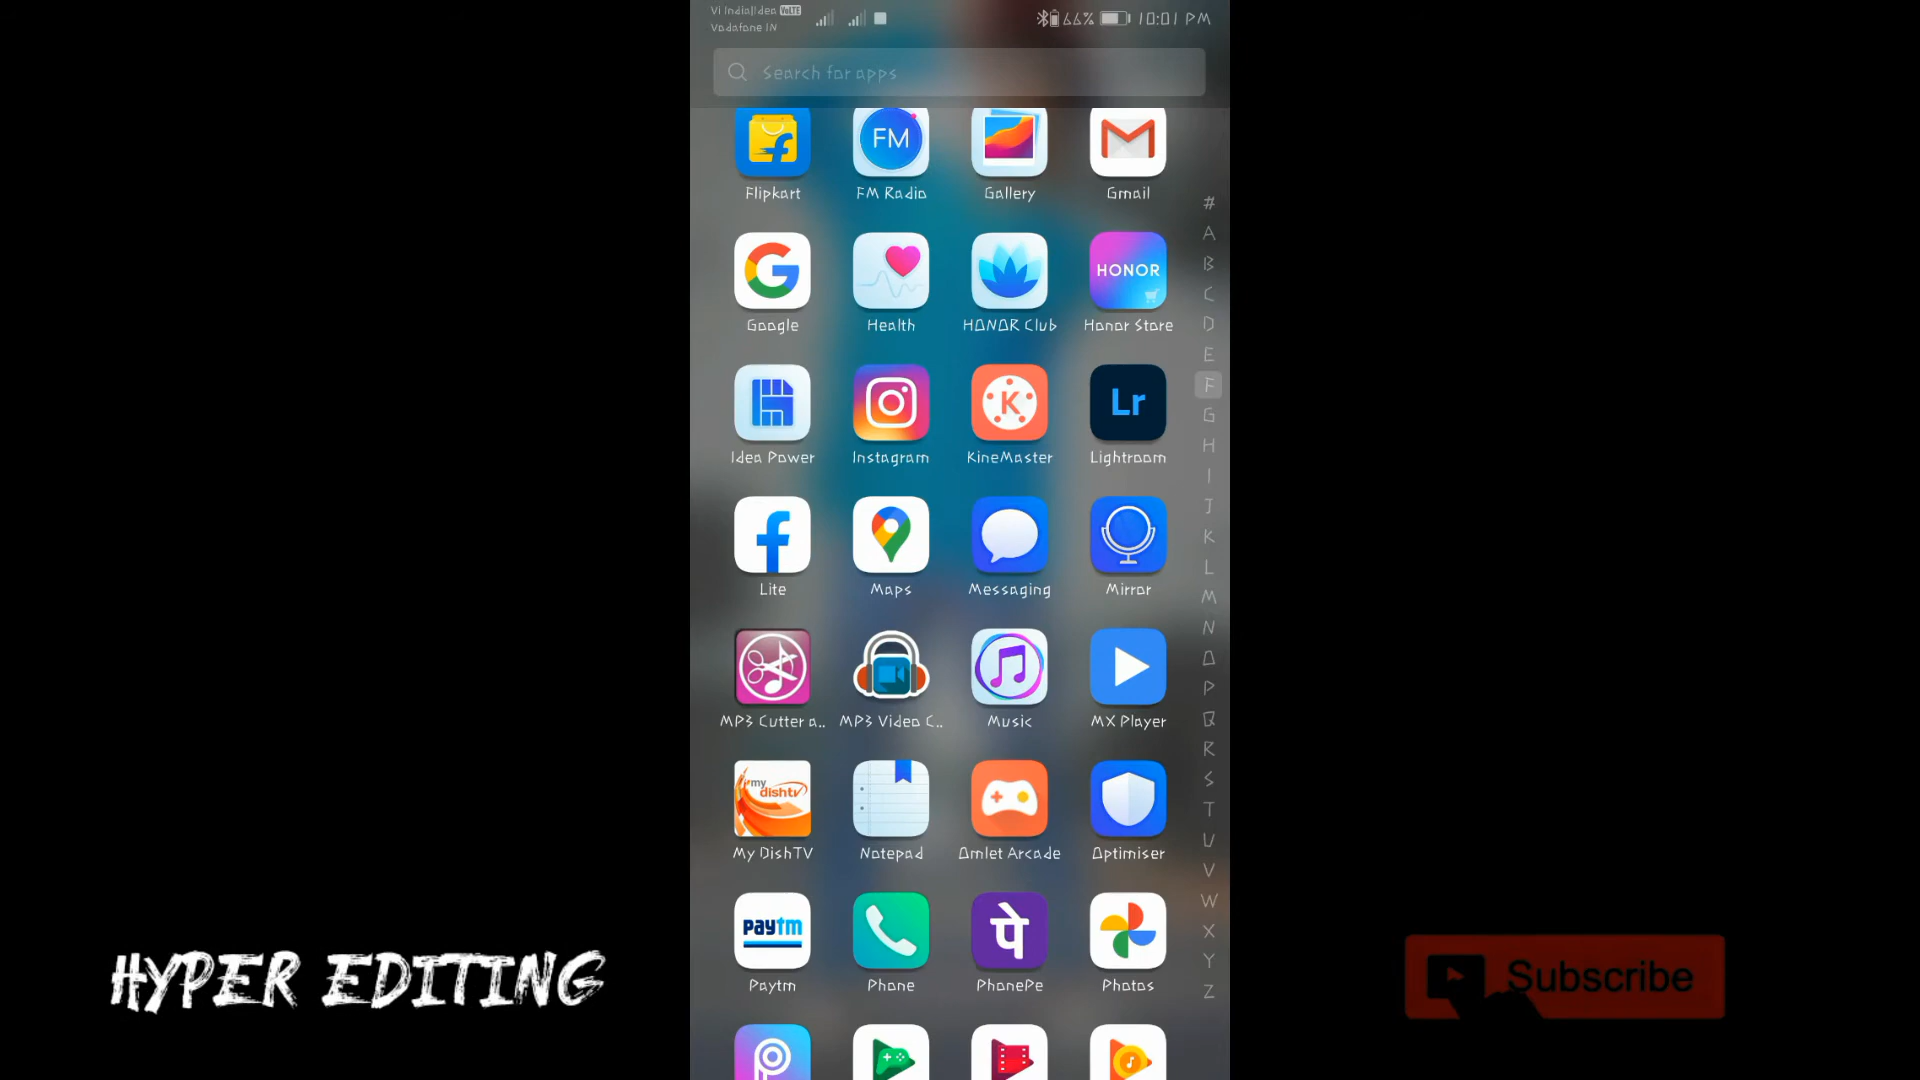 Vi India|Idea VoLTE
Vodafone IN
66% 10:01 PM
Search for apps
FM
Flipkart FM Radio Gallery Gmail
HONOR
Google Health HONOR Club Honor Store
K Lr
Idea Power Instagram KineMaster Lightroom
Lite Maps Messaging Mirror
MP3 Cutter a.. MP3 Video C.. Music MX Player
my dishtv
My DishTV Notepad Omlet Arcade Optimiser
paytm पे
Paytm Phone PhonePe Photos
#
A
B
C
D
E
F
G
H
I
J
K
L
M
N
O
P
Q
R
S
T
U
V
W
X
Y
Z
HYPER EDITING
Subscribe